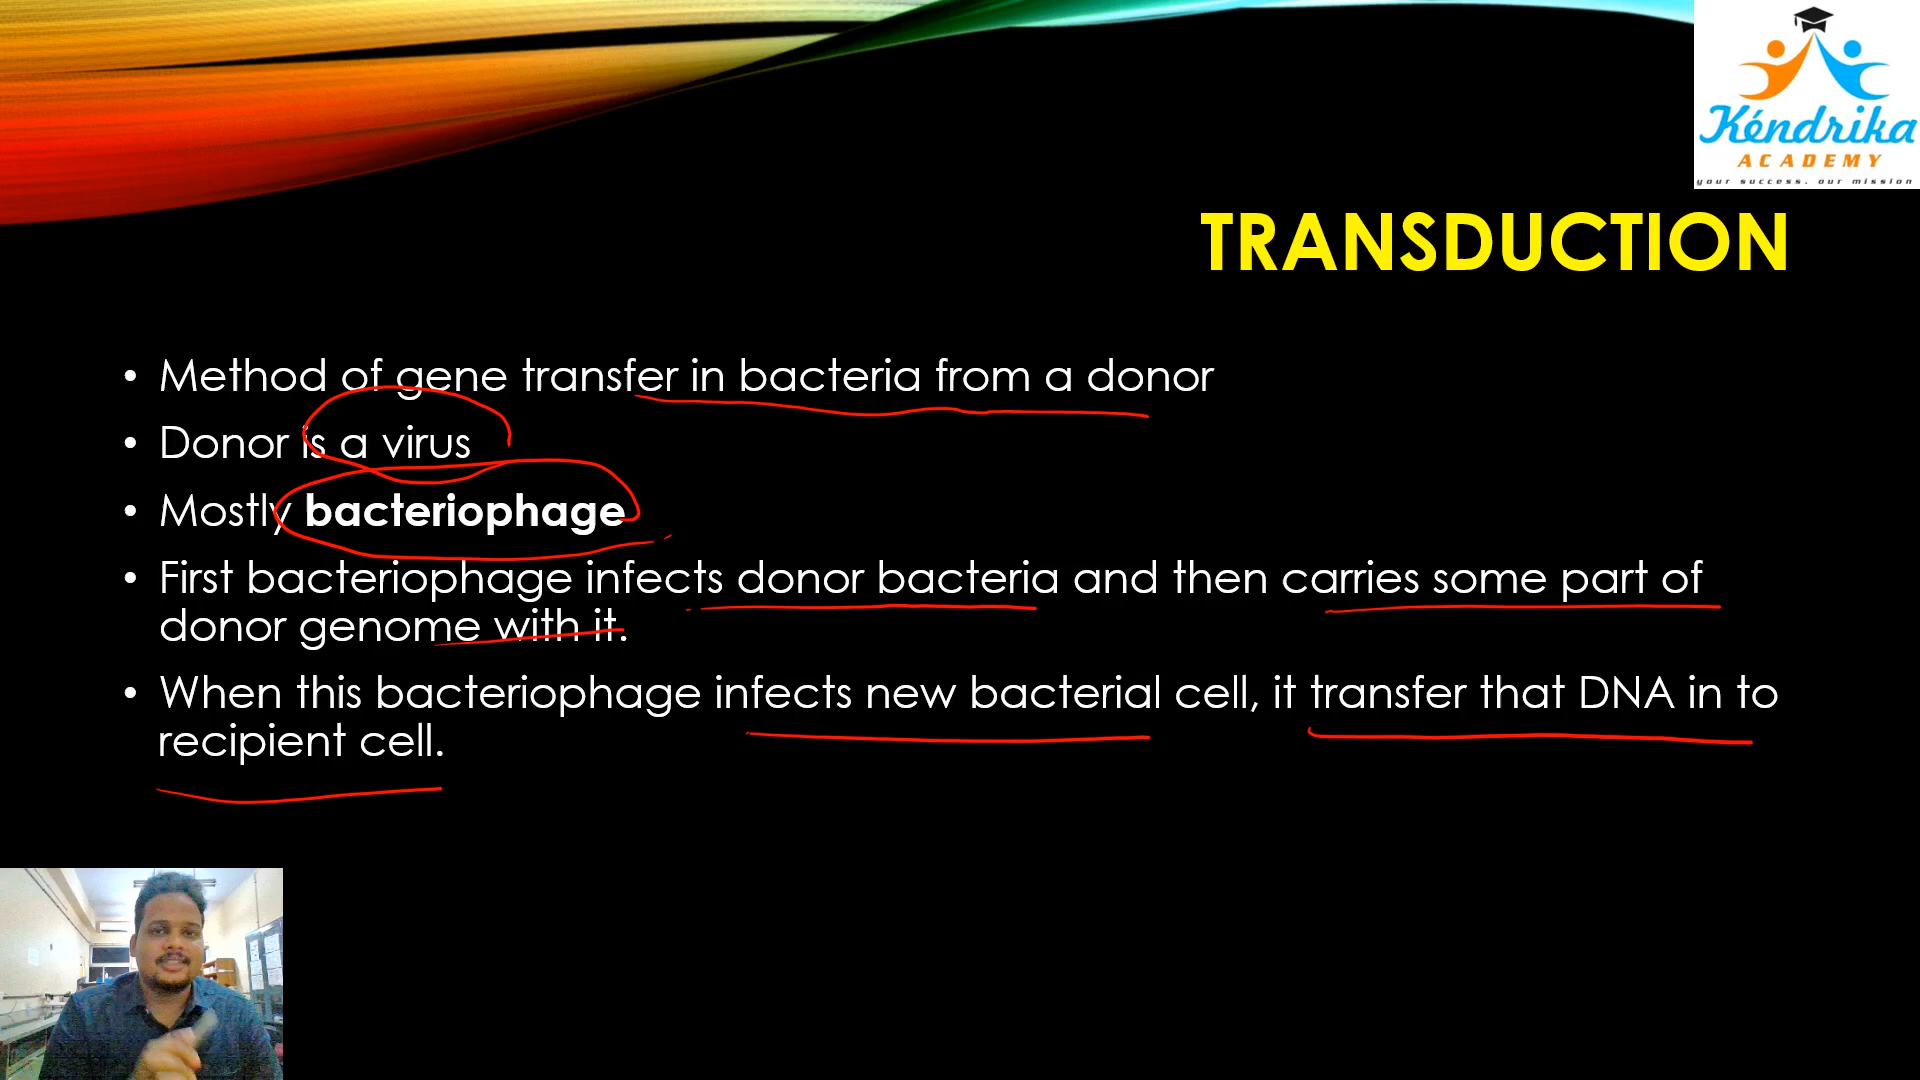 Kéndrika
ACADEMY
your success, our mission
TRANSDUCTION
• Method of gene transfer in bacteria from a donor
• Donor is a virus
• Mostly bacteriophage
• First bacteriophage infects donor bacteria and then carries some part of
donor genome with it.
• When this bacteriophage infects new bacterial cell, it transfer that DNA in to
recipient cell.